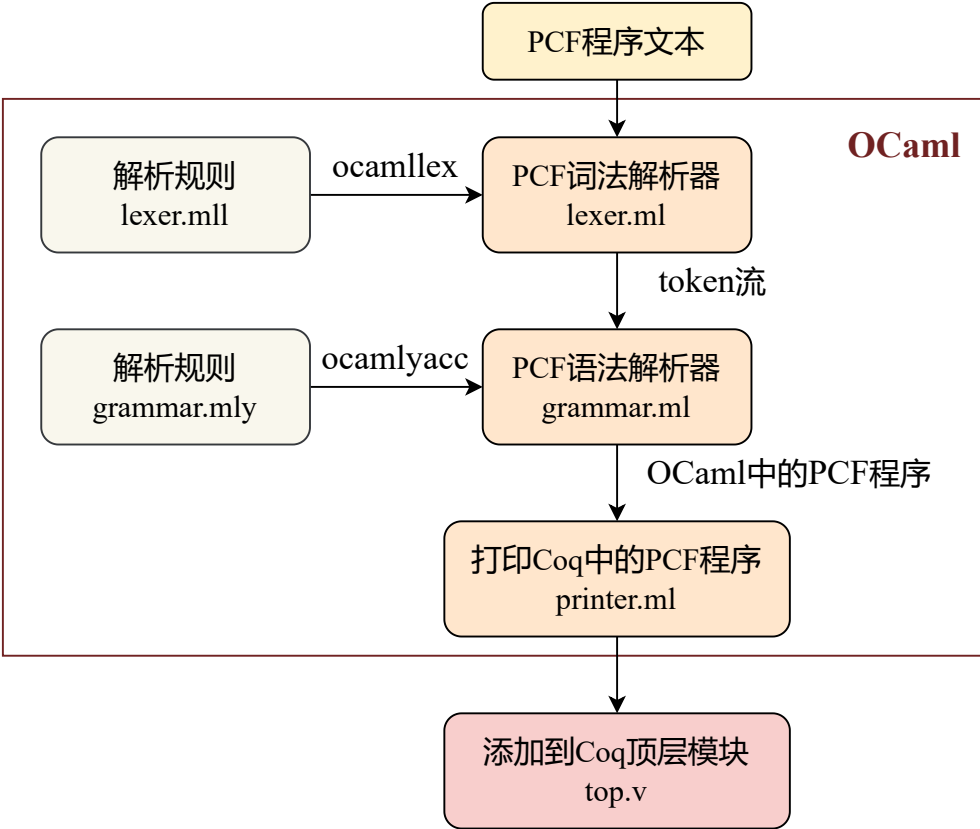 PCF程序文本
OCaml
解析规则
lexer.mll
ocamllex
PCF词法解析器
lexer.ml
token流
解析规则
grammar.mly
ocamlyacc
PCF语法解析器
grammar.ml
OCaml中的PCF程序
打印Coq中的PCF程序
printer.ml
添加到Coq顶层模块
top.v